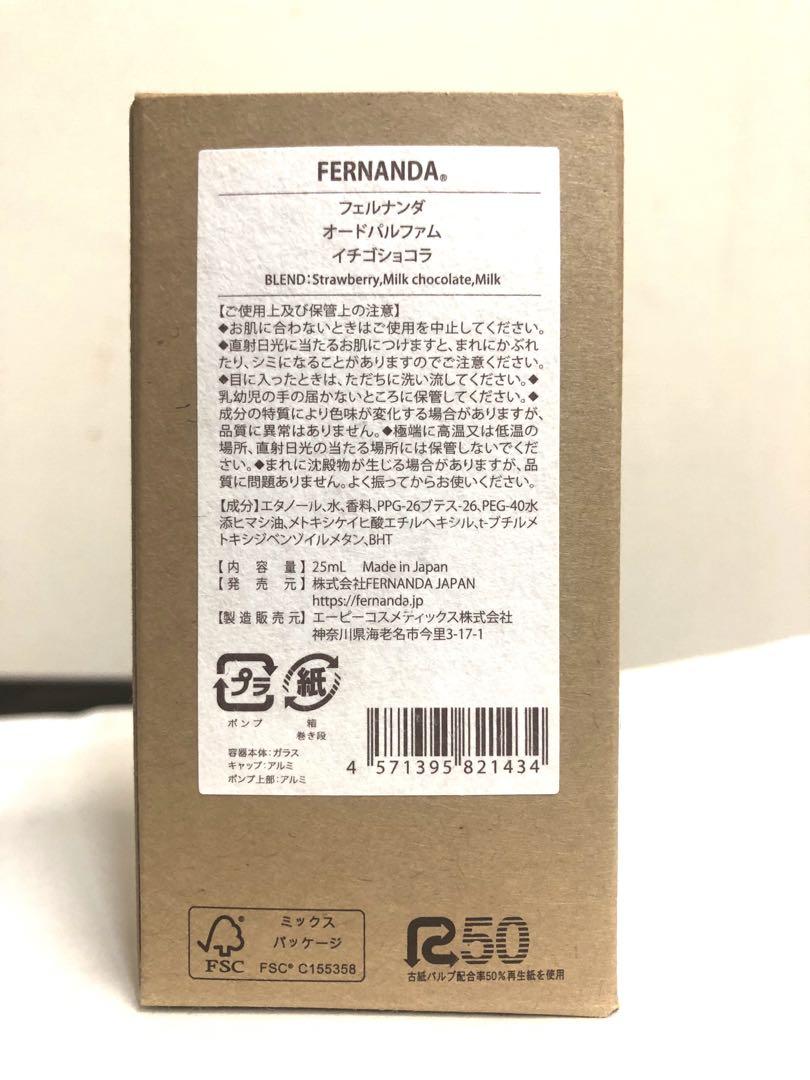 FERNANDA®
フェルナンダ
オードパルファム
イチゴショコラ
BLEND:Strawberry,Milk chocolate,Milk
【ご使用上及び保管上の注意】
◆お肌に合わないときはご使用を中止してください。
◆直射日光に当たるお肌につけますと、まれにかぶれ
たり、シミになることがありますのでご注意ください。
◆目に入ったときは、ただちに洗い流してください。◆
乳幼児の手の届かないところに保管してください。◆
成分の特質により色味が変化する場合がありますが、
品質に異常はありません。◆極端に高温又は低温の
場所、直射日光の当たる場所には保管しないでくだ
さい。◆まれに沈殿物が生じる場合がありますが、品
質に問題ありません。よく振ってからお使いください。
【成分】エタノール、水、香料、PPG-26ブテス-26、PEG-40水
添ヒマシ油、メトキシケイヒ酸エチルヘキシル、t-ブチルメ
トキシジベンゾイルメタン、BHT
【内容量】25mL Made in Japan
【発売元】株式会社FERNANDA JAPAN
https://fernanda.jp
【製造販売元】エーピーコスメティックス株式会社
神奈川県海老名市今里3-17-1
プラ 紙
ポンプ 箱
巻き段
容器本体:ガラス
キャップ:アルミ
ポンプ上部:アルミ
4 571395 821434
FSC
ミックス
パッケージ
FSC® C155358
R50
古紙パルプ配合率50%再生紙を使用